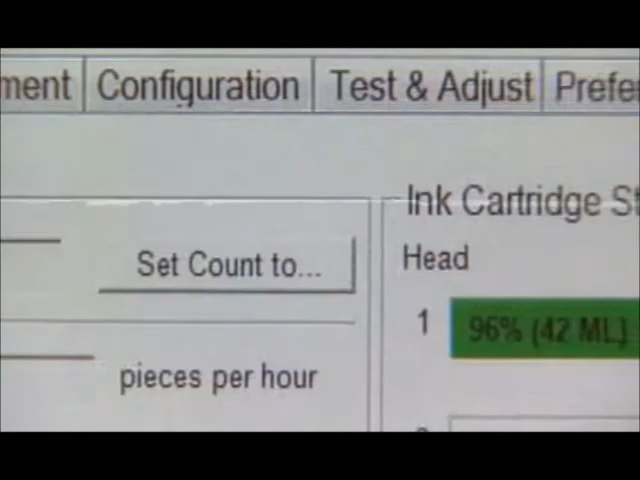 ment Configuration Test & Adjust Prefe
Ink Cartridge St
Set Count to...
Head
1 96% (42 ML)
pieces per hour